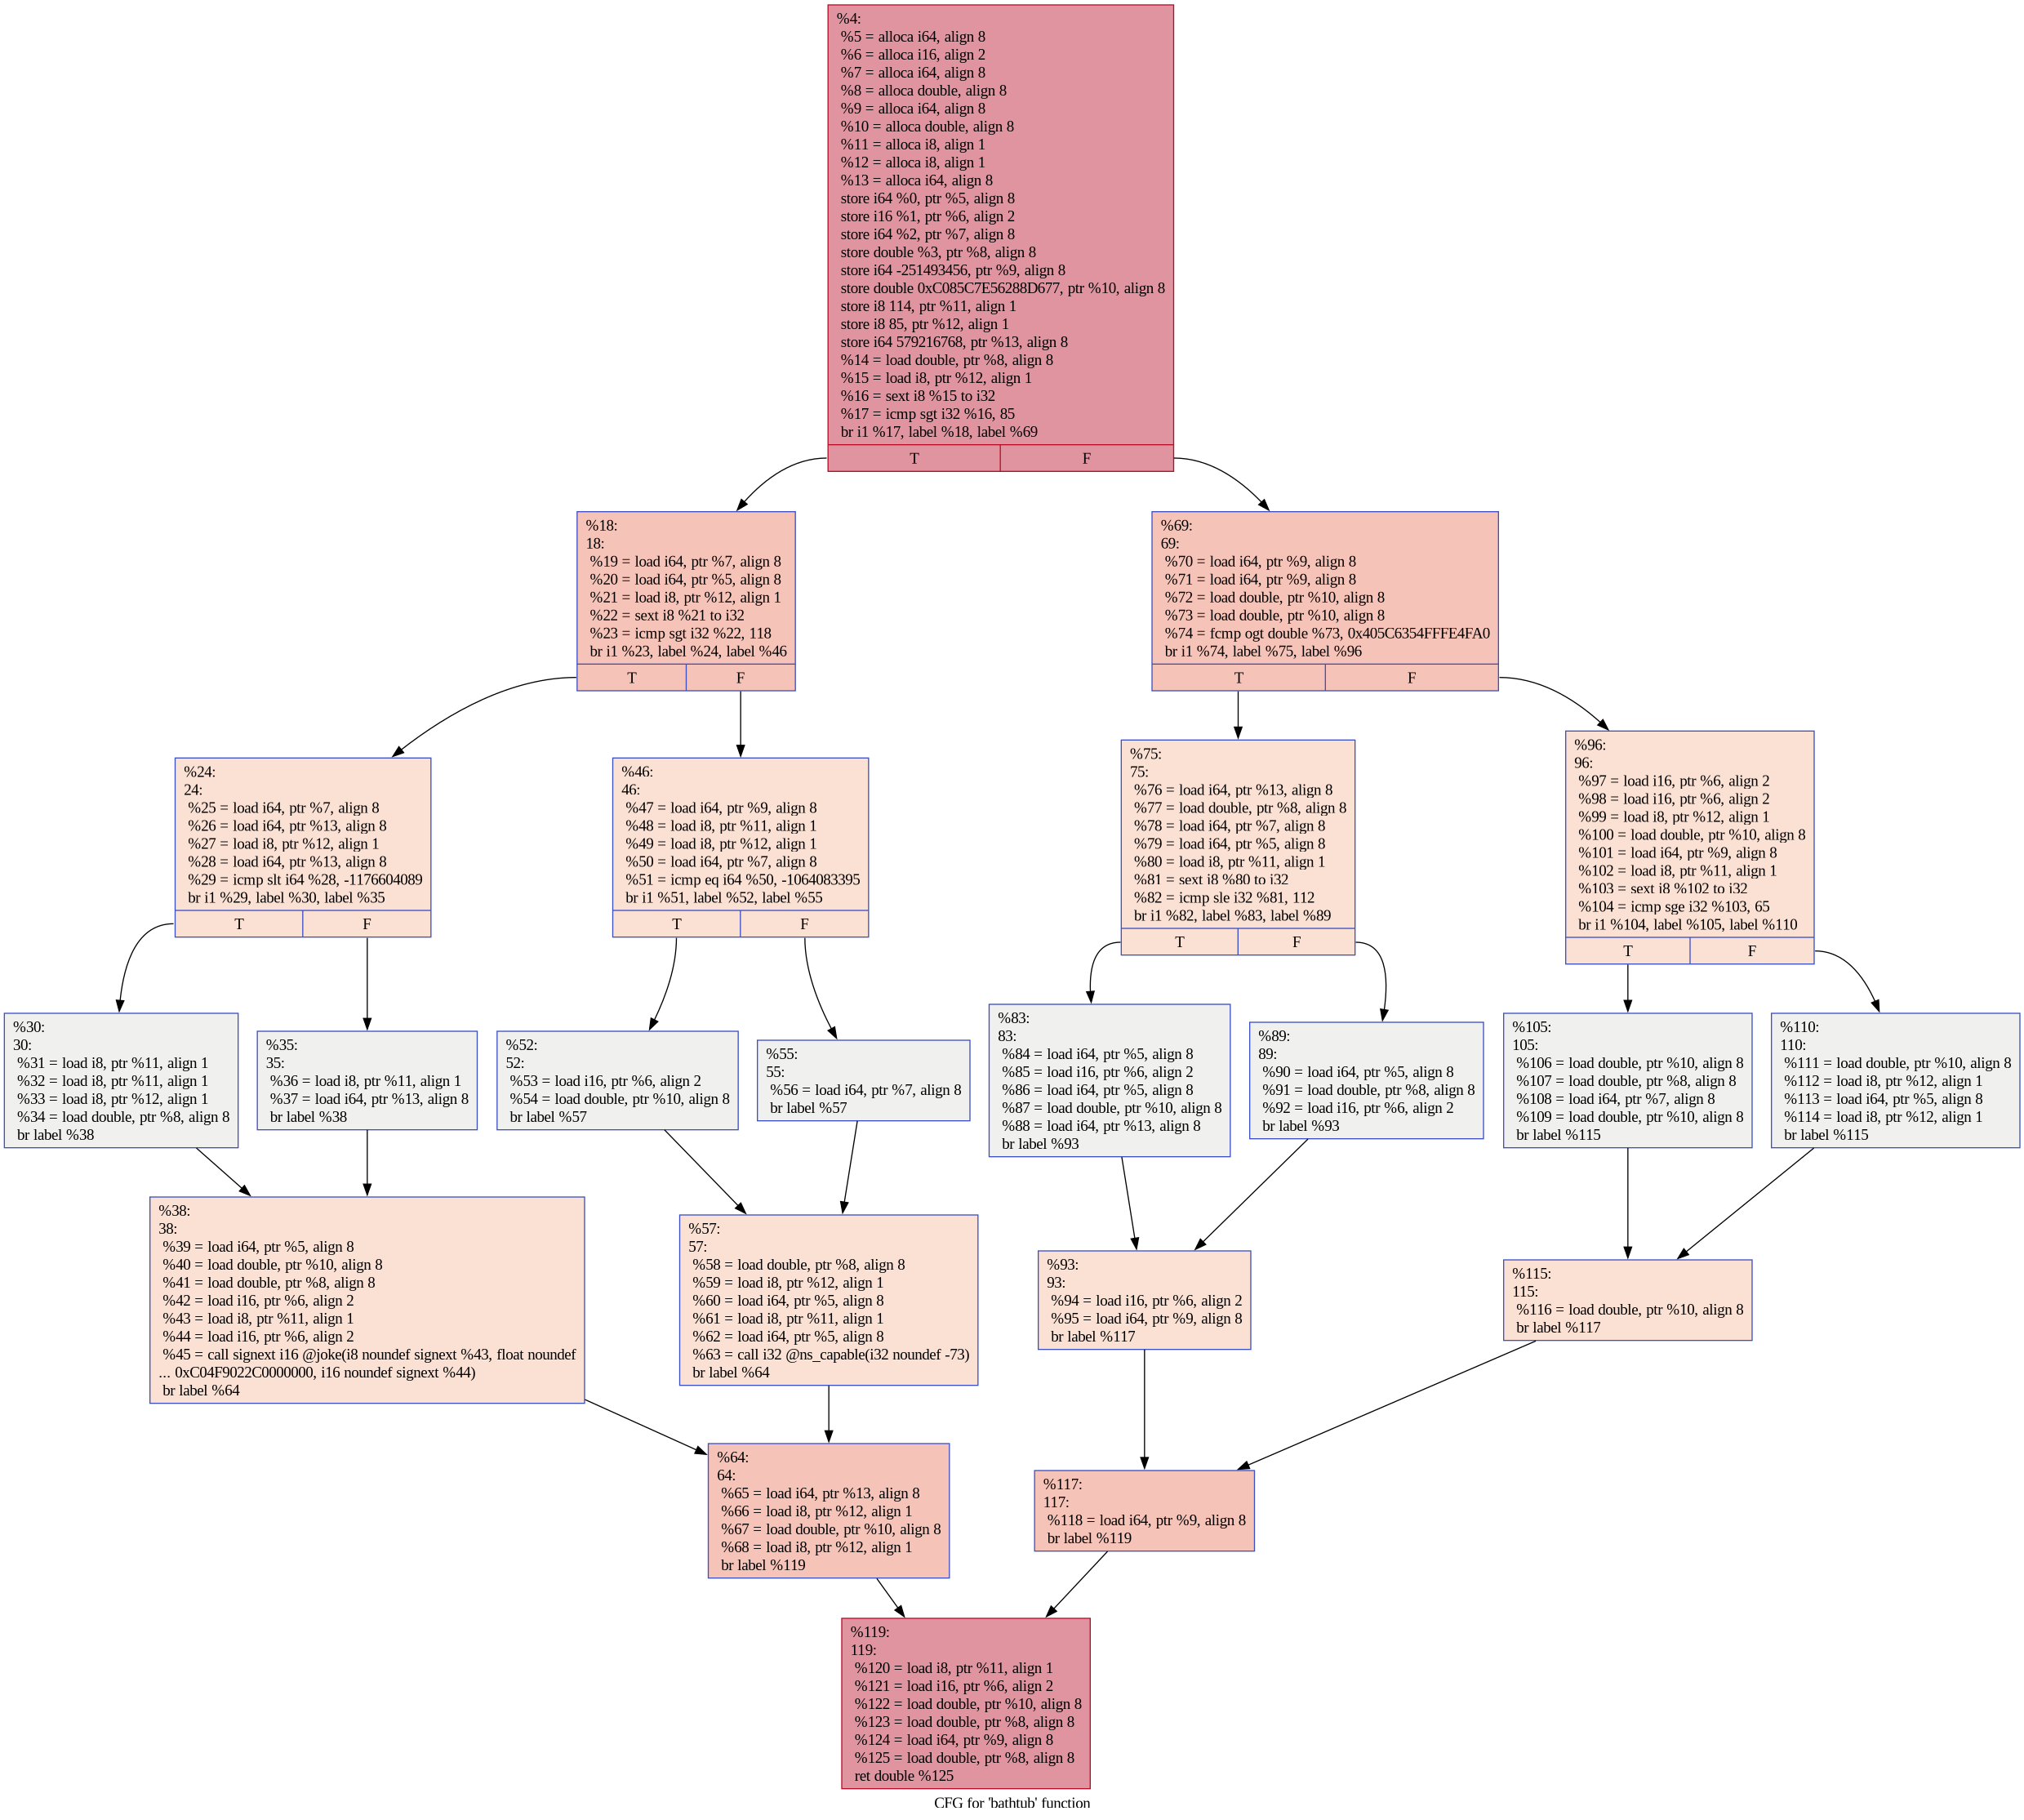 %4:
%5 = alloca i64, align 8
%6 = alloca i16, align 2
%7 = alloca i64, align 8
%8 = alloca double, align 8
%9 = alloca i64, align 8
%10 = alloca double, align 8
%11 = alloca i8, align 1
%12 = alloca i8, align 1
%13 = alloca i64, align 8
store i64 %0, ptr %5, align 8
store i16 %1, ptr %6, align 2
store i64 %2, ptr %7, align 8
store double %3, ptr %8, align 8
store i64 -251493456, ptr %9, align 8
store double 0xC085C7E56288D677, ptr %10, align 8
store i8 114, ptr %11, align 1
store i8 85, ptr %12, align 1
store i64 579216768, ptr %13, align 8
%14 = load double, ptr %8, align 8
%15 = load i8, ptr %12, align 1
%16 = sext i8 %15 to i32
%17 = icmp sgt i32 %16, 85
br i1 %17, label %18, label %69
T F
%18:
18:
%19 = load i64, ptr %7, align 8
%20 = load i64, ptr %5, align 8
%21 = load i8, ptr %12, align 1
%22 = sext i8 %21 to i32
%23 = icmp sgt i32 %22, 118
br i1 %23, label %24, label %46
T F
%69:
69:
%70 = load i64, ptr %9, align 8
%71 = load i64, ptr %9, align 8
%72 = load double, ptr %10, align 8
%73 = load double, ptr %10, align 8
%74 = fcmp ogt double %73, 0x405C6354FFFE4FA0
br i1 %74, label %75, label %96
T F
%24:
24:
%25 = load i64, ptr %7, align 8
%26 = load i64, ptr %13, align 8
%27 = load i8, ptr %12, align 1
%28 = load i64, ptr %13, align 8
%29 = icmp slt i64 %28, -1176604089
br i1 %29, label %30, label %35
T F
%46:
46:
%47 = load i64, ptr %9, align 8
%48 = load i8, ptr %11, align 1
%49 = load i8, ptr %12, align 1
%50 = load i64, ptr %7, align 8
%51 = icmp eq i64 %50, -1064083395
br i1 %51, label %52, label %55
T F
%75:
75:
%76 = load i64, ptr %13, align 8
%77 = load double, ptr %8, align 8
%78 = load i64, ptr %7, align 8
%79 = load i64, ptr %5, align 8
%80 = load i8, ptr %11, align 1
%81 = sext i8 %80 to i32
%82 = icmp sle i32 %81, 112
br i1 %82, label %83, label %89
T F
%96:
96:
%97 = load i16, ptr %6, align 2
%98 = load i16, ptr %6, align 2
%99 = load i8, ptr %12, align 1
%100 = load double, ptr %10, align 8
%101 = load i64, ptr %9, align 8
%102 = load i8, ptr %11, align 1
%103 = sext i8 %102 to i32
%104 = icmp sge i32 %103, 65
br i1 %104, label %105, label %110
T F
%30:
30:
%31 = load i8, ptr %11, align 1
%32 = load i8, ptr %11, align 1
%33 = load i8, ptr %12, align 1
%34 = load double, ptr %8, align 8
br label %38
%35:
35:
%36 = load i8, ptr %11, align 1
%37 = load i64, ptr %13, align 8
br label %38
%52:
52:
%53 = load i16, ptr %6, align 2
%54 = load double, ptr %10, align 8
br label %57
%55:
55:
%56 = load i64, ptr %7, align 8
br label %57
%83:
83:
%84 = load i64, ptr %5, align 8
%85 = load i16, ptr %6, align 2
%86 = load i64, ptr %5, align 8
%87 = load double, ptr %10, align 8
%88 = load i64, ptr %13, align 8
br label %93
%89:
89:
%90 = load i64, ptr %5, align 8
%91 = load double, ptr %8, align 8
%92 = load i16, ptr %6, align 2
br label %93
%105:
105:
%106 = load double, ptr %10, align 8
%107 = load double, ptr %8, align 8
%108 = load i64, ptr %7, align 8
%109 = load double, ptr %10, align 8
br label %115
%110:
110:
%111 = load double, ptr %10, align 8
%112 = load i8, ptr %12, align 1
%113 = load i64, ptr %5, align 8
%114 = load i8, ptr %12, align 1
br label %115
%38:
38:
%39 = load i64, ptr %5, align 8
%40 = load double, ptr %10, align 8
%41 = load double, ptr %8, align 8
%42 = load i16, ptr %6, align 2
%43 = load i8, ptr %11, align 1
%44 = load i16, ptr %6, align 2
%45 = call signext i16 @joke(i8 noundef signext %43, float noundef
... 0xC04F9022C0000000, i16 noundef signext %44)
br label %64
%57:
57:
%58 = load double, ptr %8, align 8
%59 = load i8, ptr %12, align 1
%60 = load i64, ptr %5, align 8
%61 = load i8, ptr %11, align 1
%62 = load i64, ptr %5, align 8
%63 = call i32 @ns_capable(i32 noundef -73)
br label %64
%93:
93:
%94 = load i16, ptr %6, align 2
%95 = load i64, ptr %9, align 8
br label %117
%115:
115:
%116 = load double, ptr %10, align 8
br label %117
%64:
64:
%65 = load i64, ptr %13, align 8
%66 = load i8, ptr %12, align 1
%67 = load double, ptr %10, align 8
%68 = load i8, ptr %12, align 1
br label %119
%117:
117:
%118 = load i64, ptr %9, align 8
br label %119
%119:
119:
%120 = load i8, ptr %11, align 1
%121 = load i16, ptr %6, align 2
%122 = load double, ptr %10, align 8
%123 = load double, ptr %8, align 8
%124 = load i64, ptr %9, align 8
%125 = load double, ptr %8, align 8
ret double %125
CFG for 'bathtub' function